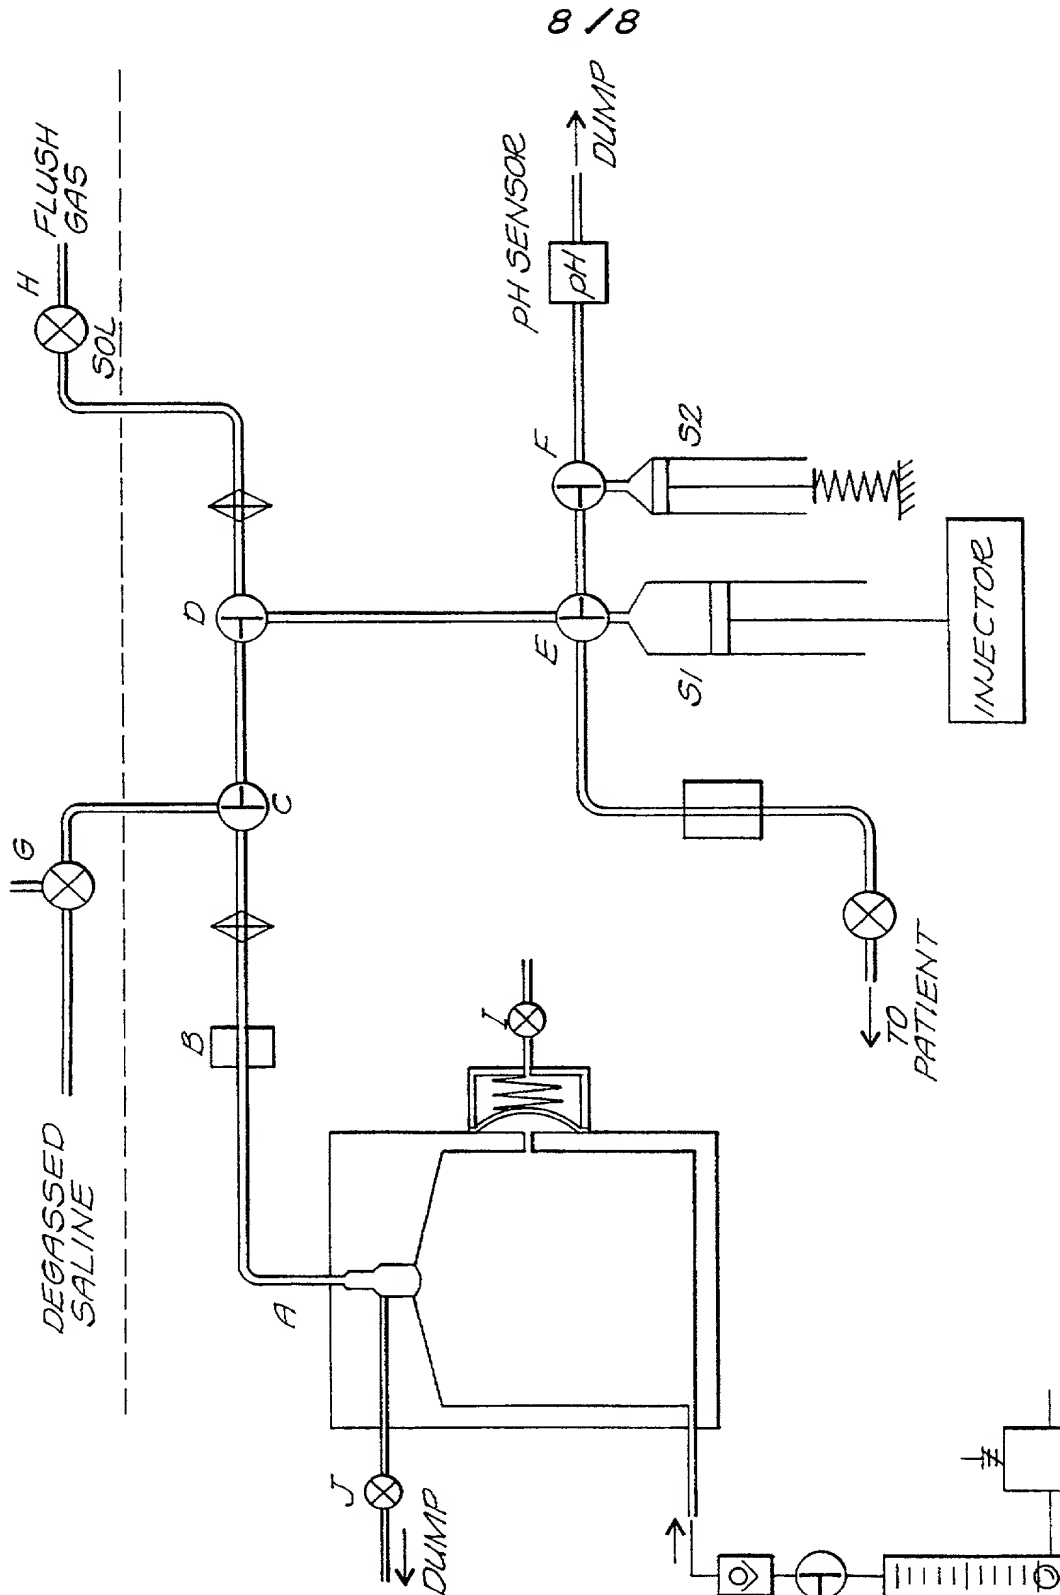 8/8
FLUSH
GAS
H
SOL
PH SENSOR
pH
DUMP
D
F
S2
E
S1
INJECTOR
G
C
B
DEGASSED
SALINE
A
I
TO
PATIENT
J
DUMP